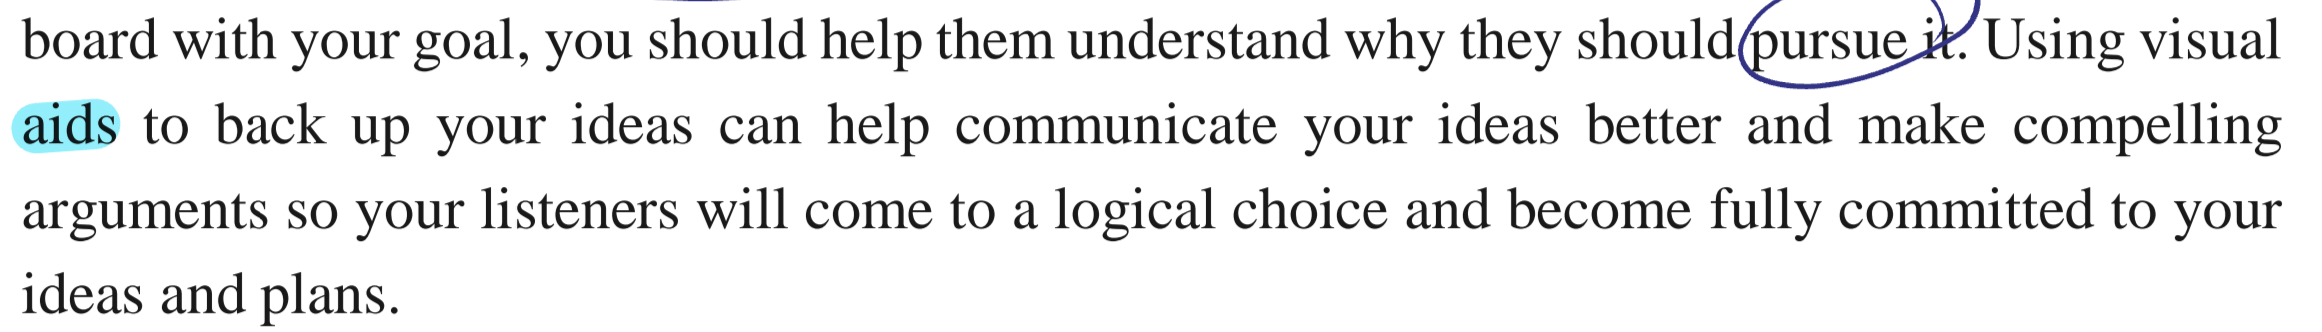 board with your goal, you should help them understand why they should pursue it. Using visual
aids to back up your ideas can help communicate your ideas better and make compelling
arguments so your listeners will come to a logical choice and become fully committed to your
ideas and plans.